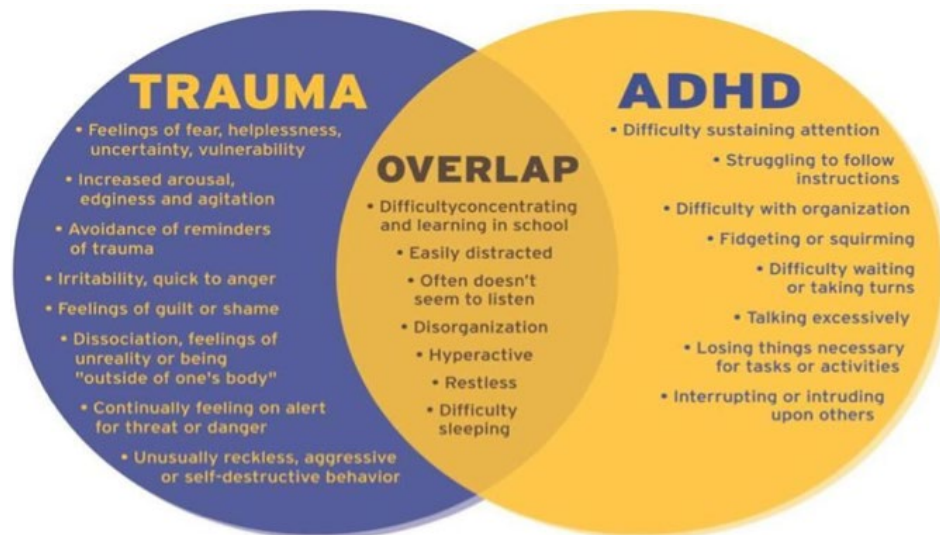 TRAUMA
• Feelings of fear, helplessness,
uncertainty, vulnerability
• Increased arousal,
edginess and agitation
• Avoidance of reminders
of trauma
• Irritability, quick to anger
• Feelings of guilt or shame
• Dissociation, feelings of
unreality or being
"outside of one's body"
• Continually feeling on alert
for threat or danger
• Unusually reckless, aggressive
or self-destructive behavior
OVERLAP
• Difficultyconcentrating
and learning in school
• Easily distracted
• Often doesn't
seem to listen
• Disorganization
• Hyperactive
• Restless
• Difficulty
sleeping
ADHD
• Difficulty sustaining attention
• Struggling to follow
instructions
• Difficulty with organization
• Fidgeting or squirming
• Difficulty waiting
or taking turns
• Talking excessively
• Losing things necessary
for tasks or activities
• Interrupting or intruding
upon others